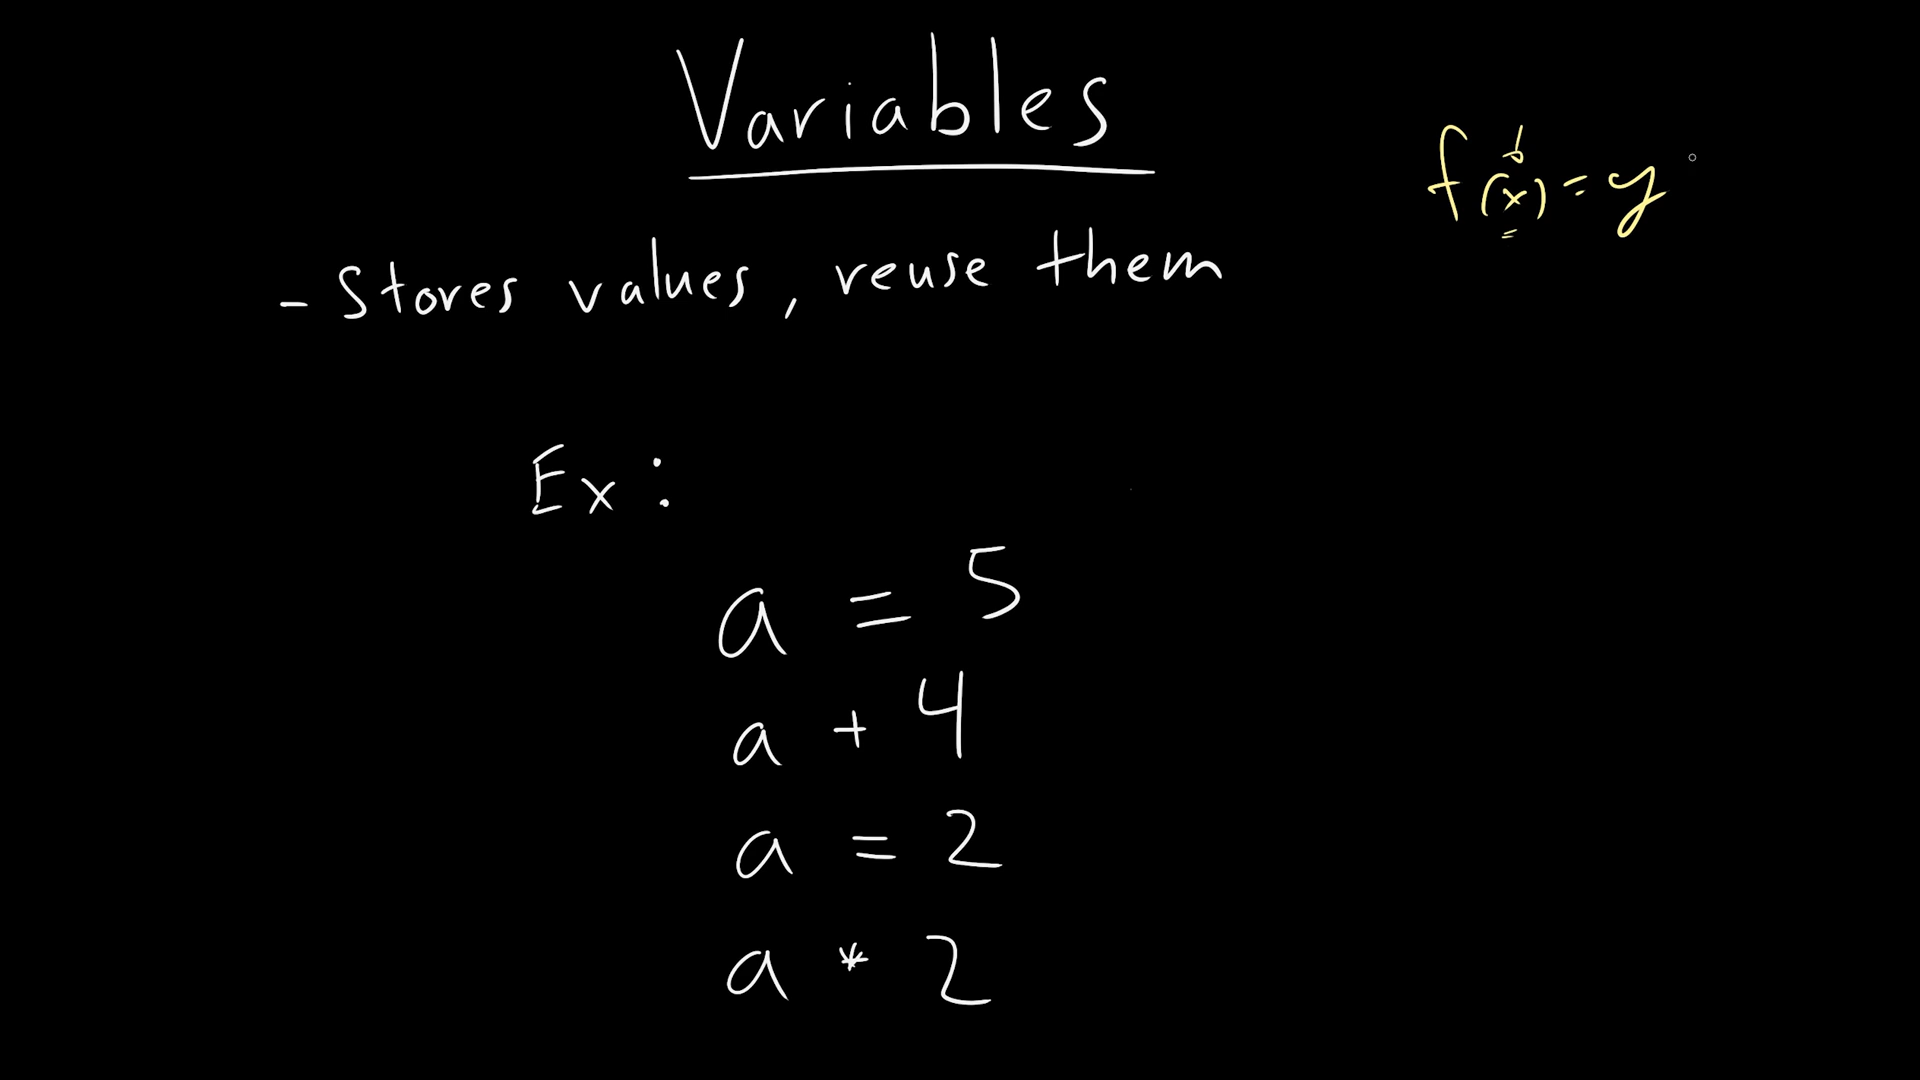 Variables
f(x) = y
- Stores values, reuse them
Ex:
a = 5
a + 4
a = 2
a * 2